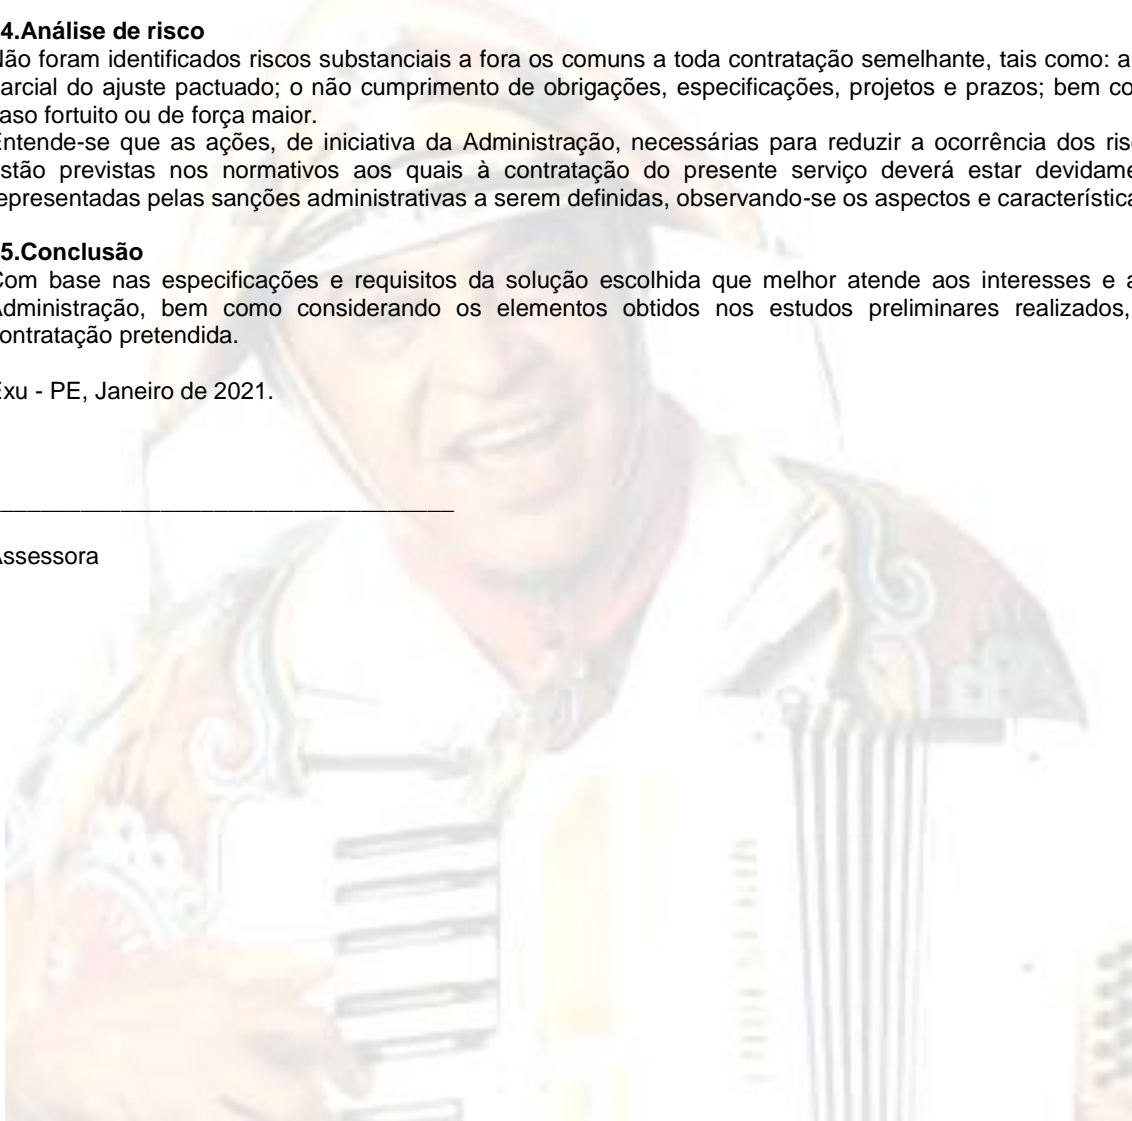 4.Análise de risco
ão foram identificados riscos substanciais a fora os comuns a toda contratação semelhante, tais como: a
arcial do ajuste pactuado; o não cumprimento de obrigações, especificações, projetos e prazos; bem co
aso fortuito ou de força maior.
ntende-se que as ações, de iniciativa da Administração, necessárias para reduzir a ocorrência dos ris
stão previstas nos normativos aos quais à contratação do presente serviço deverá estar devidame
epresentadas pelas sanções administrativas a serem definidas, observando-se os aspectos e característica
5.Conclusão
om base nas especificações e requisitos da solução escolhida que melhor atende aos interesses e a
dministração, bem como considerando os elementos obtidos nos estudos preliminares realizados,
ontratação pretendida.
xu - PE, Janeiro de 2021.
ssessora